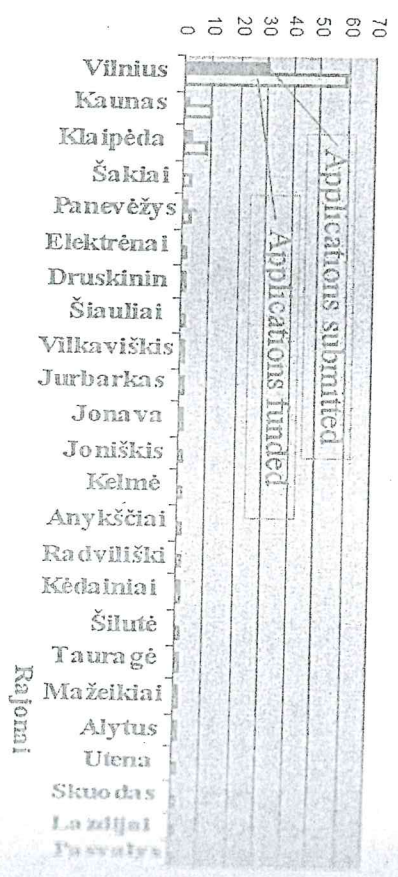 70
60
50
40
30
20
10
0
Applications submitted
Applications funded
Vilnius
Kaunas
Klaipėda
Šakiai
Panevėžys
Elektrėnai
Druskinin
Šiauliai
Vilkaviškis
Jurbarkas
Jonava
Joniškis
Kelmė
Anykščiai
Radviliški
Kėdainiai
Šilutė
Tauragė
Mažeikiai
Alytus
Utena
Skuodas
Lazdijai
Pasvalys
Rajonai